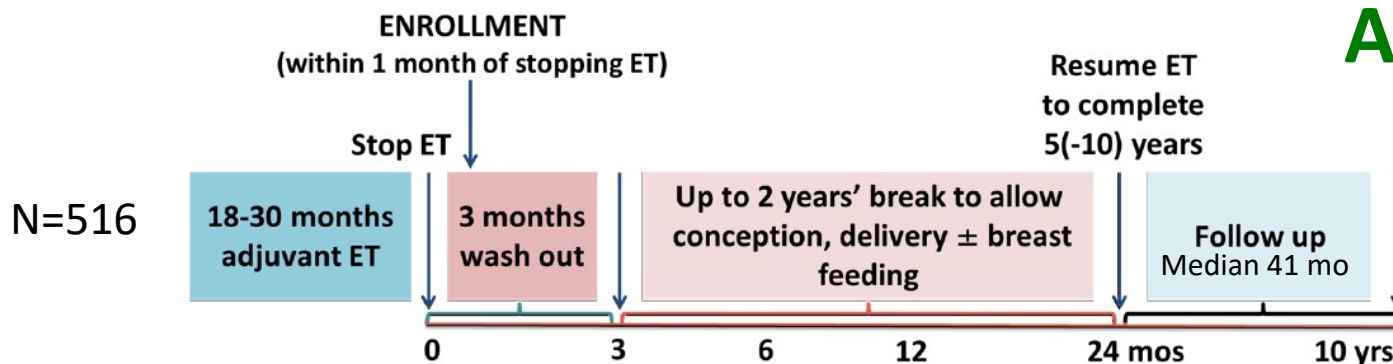 ENROLLMENT
(within 1 month of stopping ET)
A
Resume ET
to complete
5(-10) years
Stop ET
N=516
18-30 months
adjuvant ET
3 months
wash out
Up to 2 years' break to allow
conception, delivery ± breast
feeding
Follow up
Median 41 mo
0 3 6 12 24 mos 10 yrs